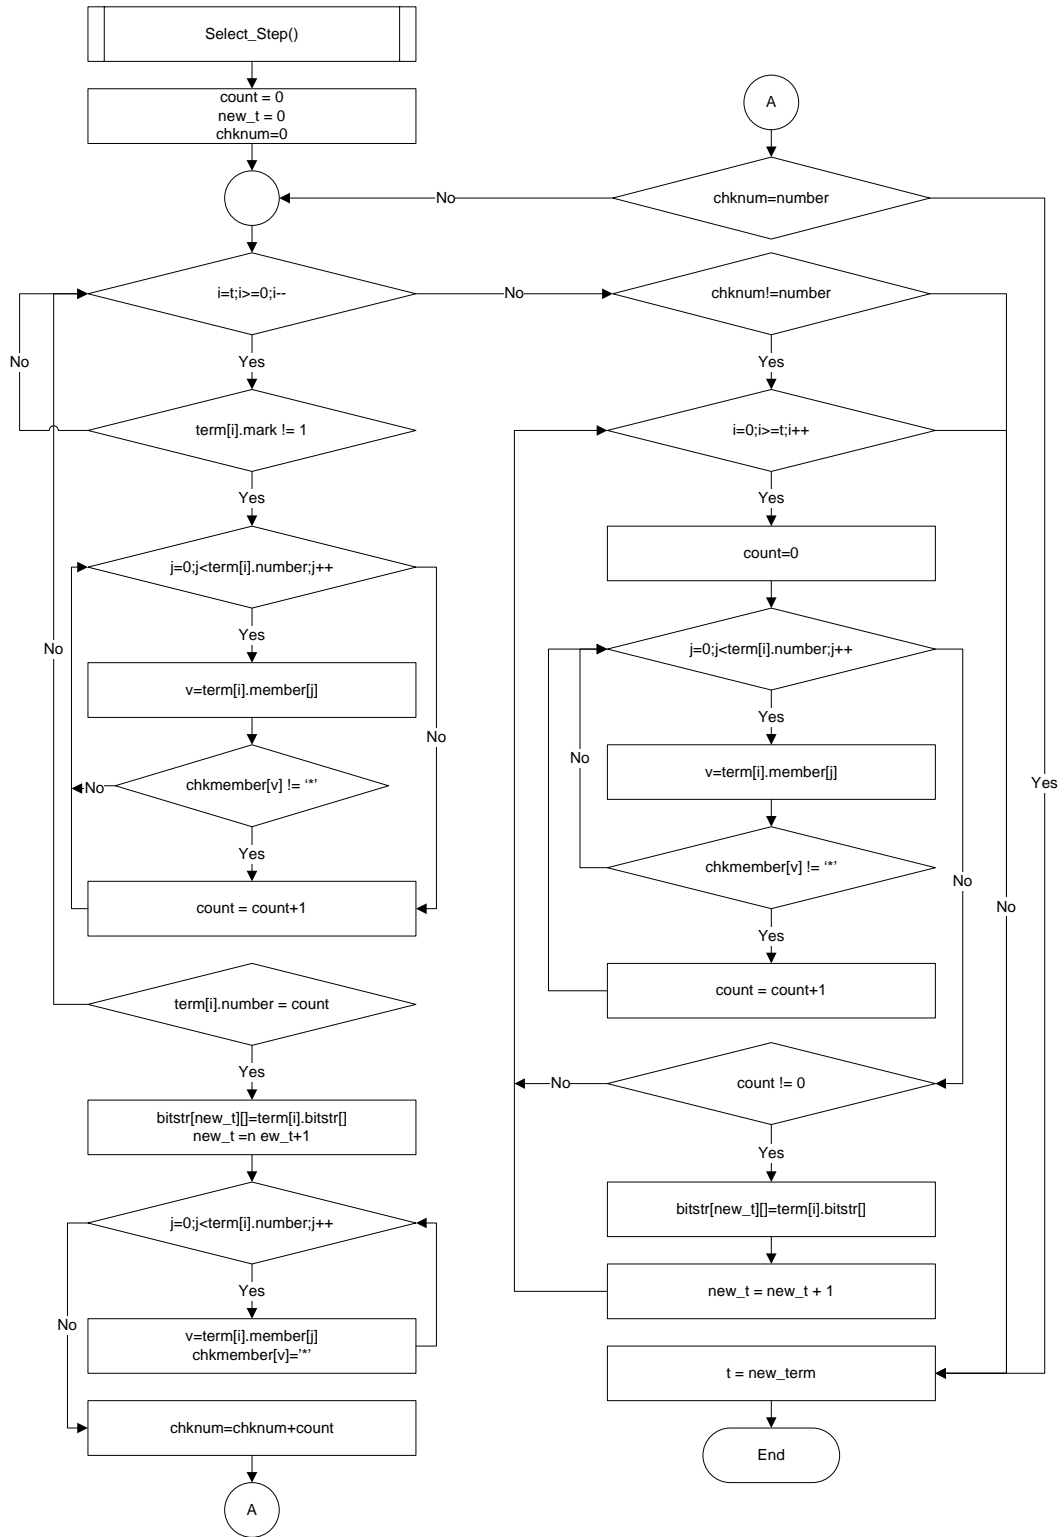 Select_Step()
count = 0
new_t = 0
chknum=0
A
chknum=number
No
Yes
i=t;i>=0;i--
No
Yes
No
term[i].mark != 1
Yes
j=0;j<term[i].number;j++
Yes
No
v=term[i].member[j]
No
chkmember[v] != ‘*’
No
Yes
count = count+1
term[i].number = count
Yes
bitstr[new_t][]=term[i].bitstr[]
new_t =n ew_t+1
j=0;j<term[i].number;j++
Yes
No
v=term[i].member[j]
chkmember[v]=’*’
chknum=chknum+count
A
chknum!=number
Yes
i=0;i>=t;i++
Yes
count=0
j=0;j<term[i].number;j++
Yes
No
v=term[i].member[j]
chkmember[v] != ‘*’
No
No
Yes
count = count+1
count != 0
No
Yes
bitstr[new_t][]=term[i].bitstr[]
new_t = new_t + 1
t = new_term
End